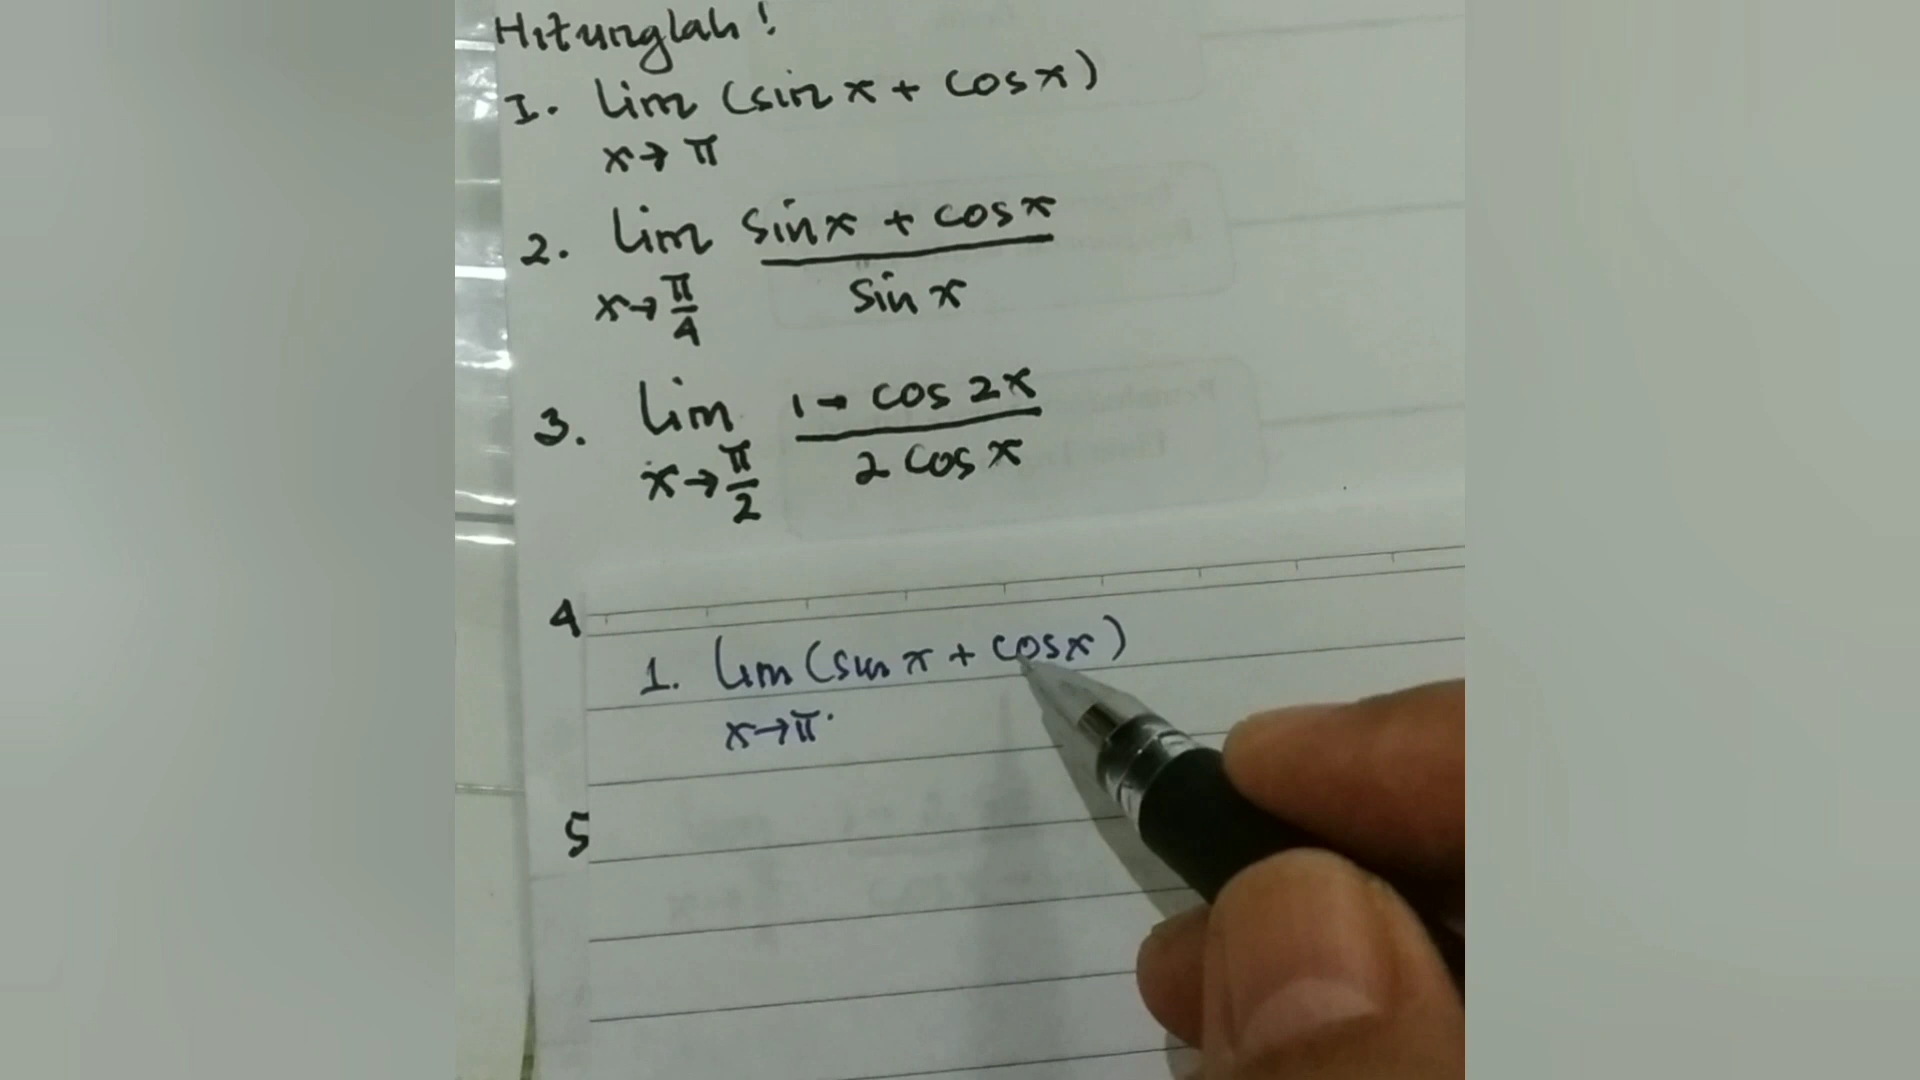 Hitunglah!
1. lim (sin x + cos x)
x→π
2. lim sin x + cos x
x→π/4 sin x
3. lim 1 - cos 2x
x→π/2 2 cos x
4
1. lim (sin x + cos x)
x→π
5